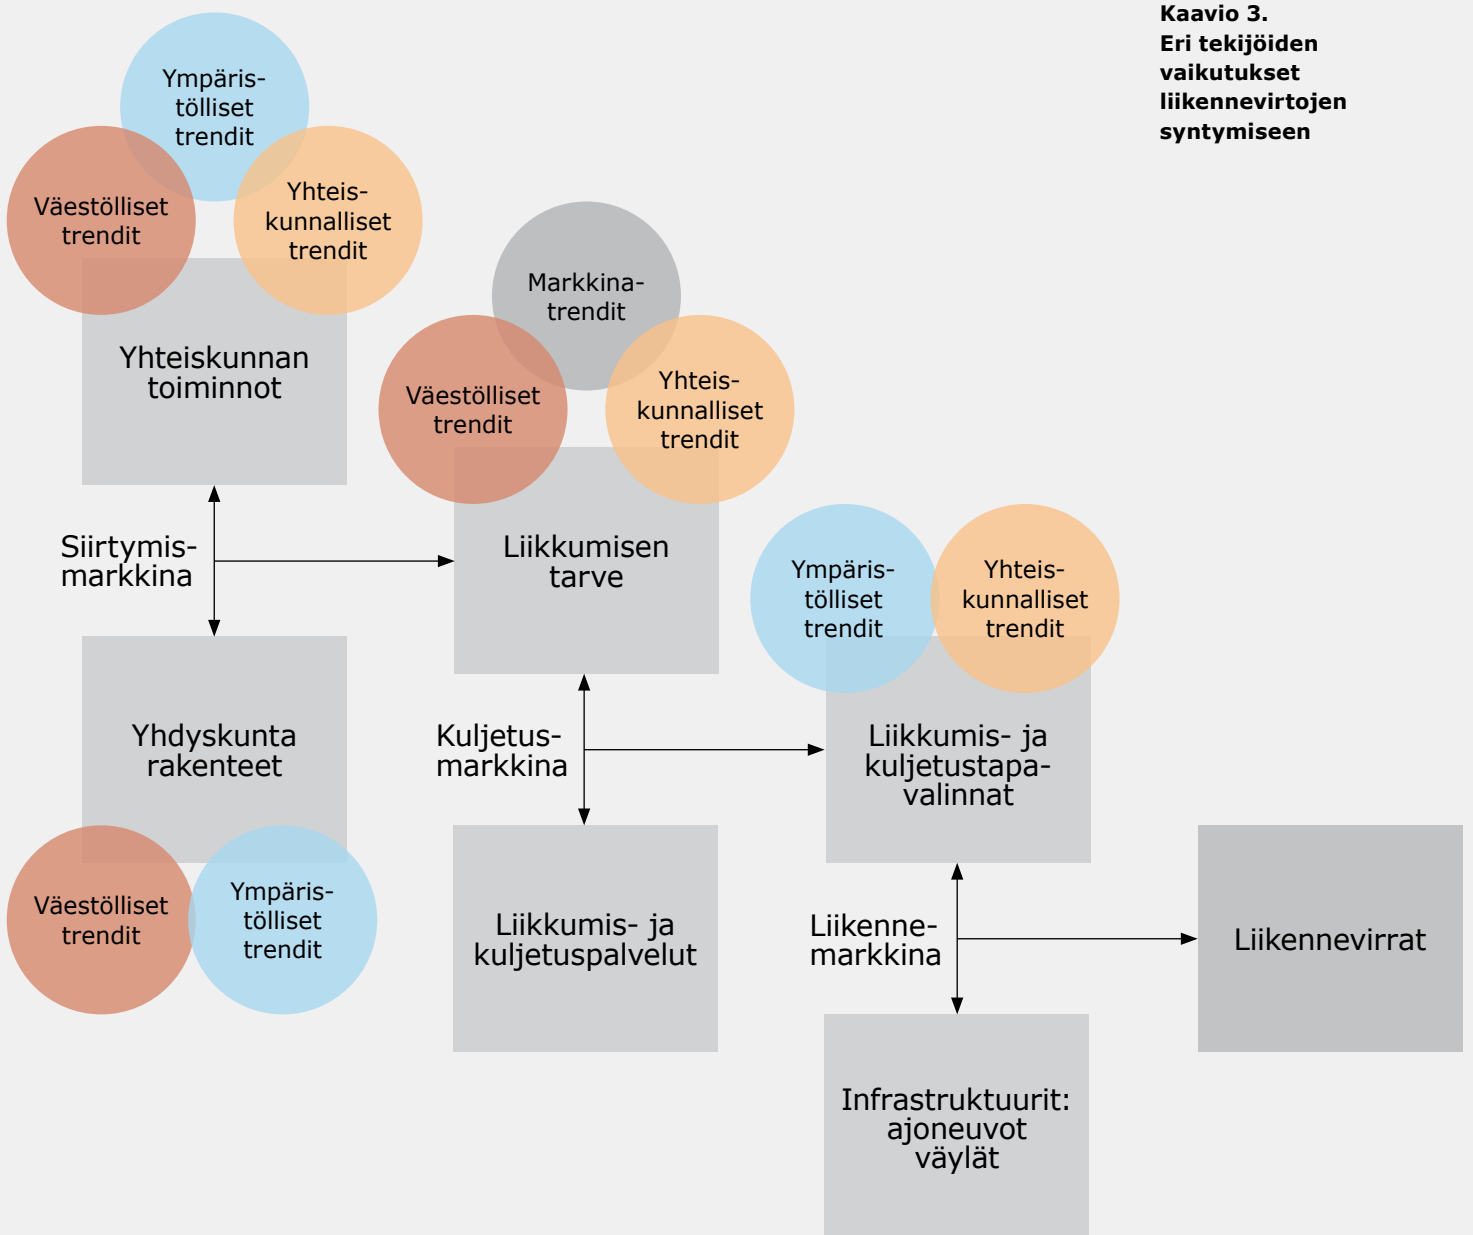 Kaavio 3.
Eri tekijöiden
vaikutukset
liikennevirtojen
syntymiseen
Ympäris-
tölliset
trendit
Väestölliset
trendit
Yhteis-
kunnalliset
trendit
Yhteiskunnan
toiminnot
Markkina-
trendit
Väestölliset
trendit
Yhteis-
kunnalliset
trendit
Siirtymis-
markkina
Liikkumisen
tarve
Ympäris-
tölliset
trendit
Yhteis-
kunnalliset
trendit
Yhdyskunta
rakenteet
Kuljetus-
markkina
Liikkumis- ja
kuljetustapa-
valinnat
Väestölliset
trendit
Ympäris-
tölliset
trendit
Liikkumis- ja
kuljetuspalvelut
Liikenne-
markkina
Liikennevirrat
Infrastruktuurit:
ajoneuvot
väylät